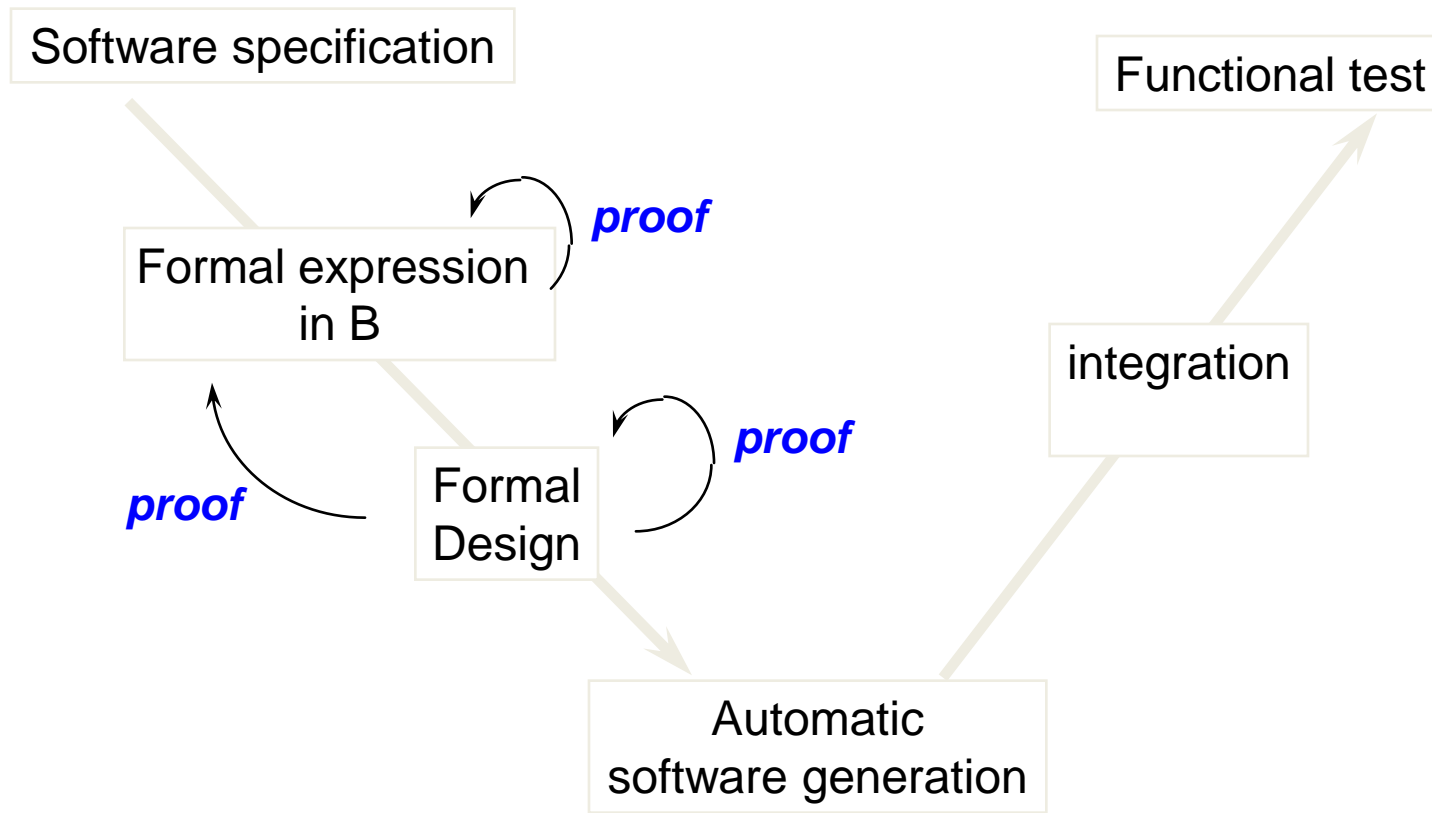 Software specification
Functional test
proof
Formal expression
in B
integration
proof
proof
Formal
Design
Automatic
software generation